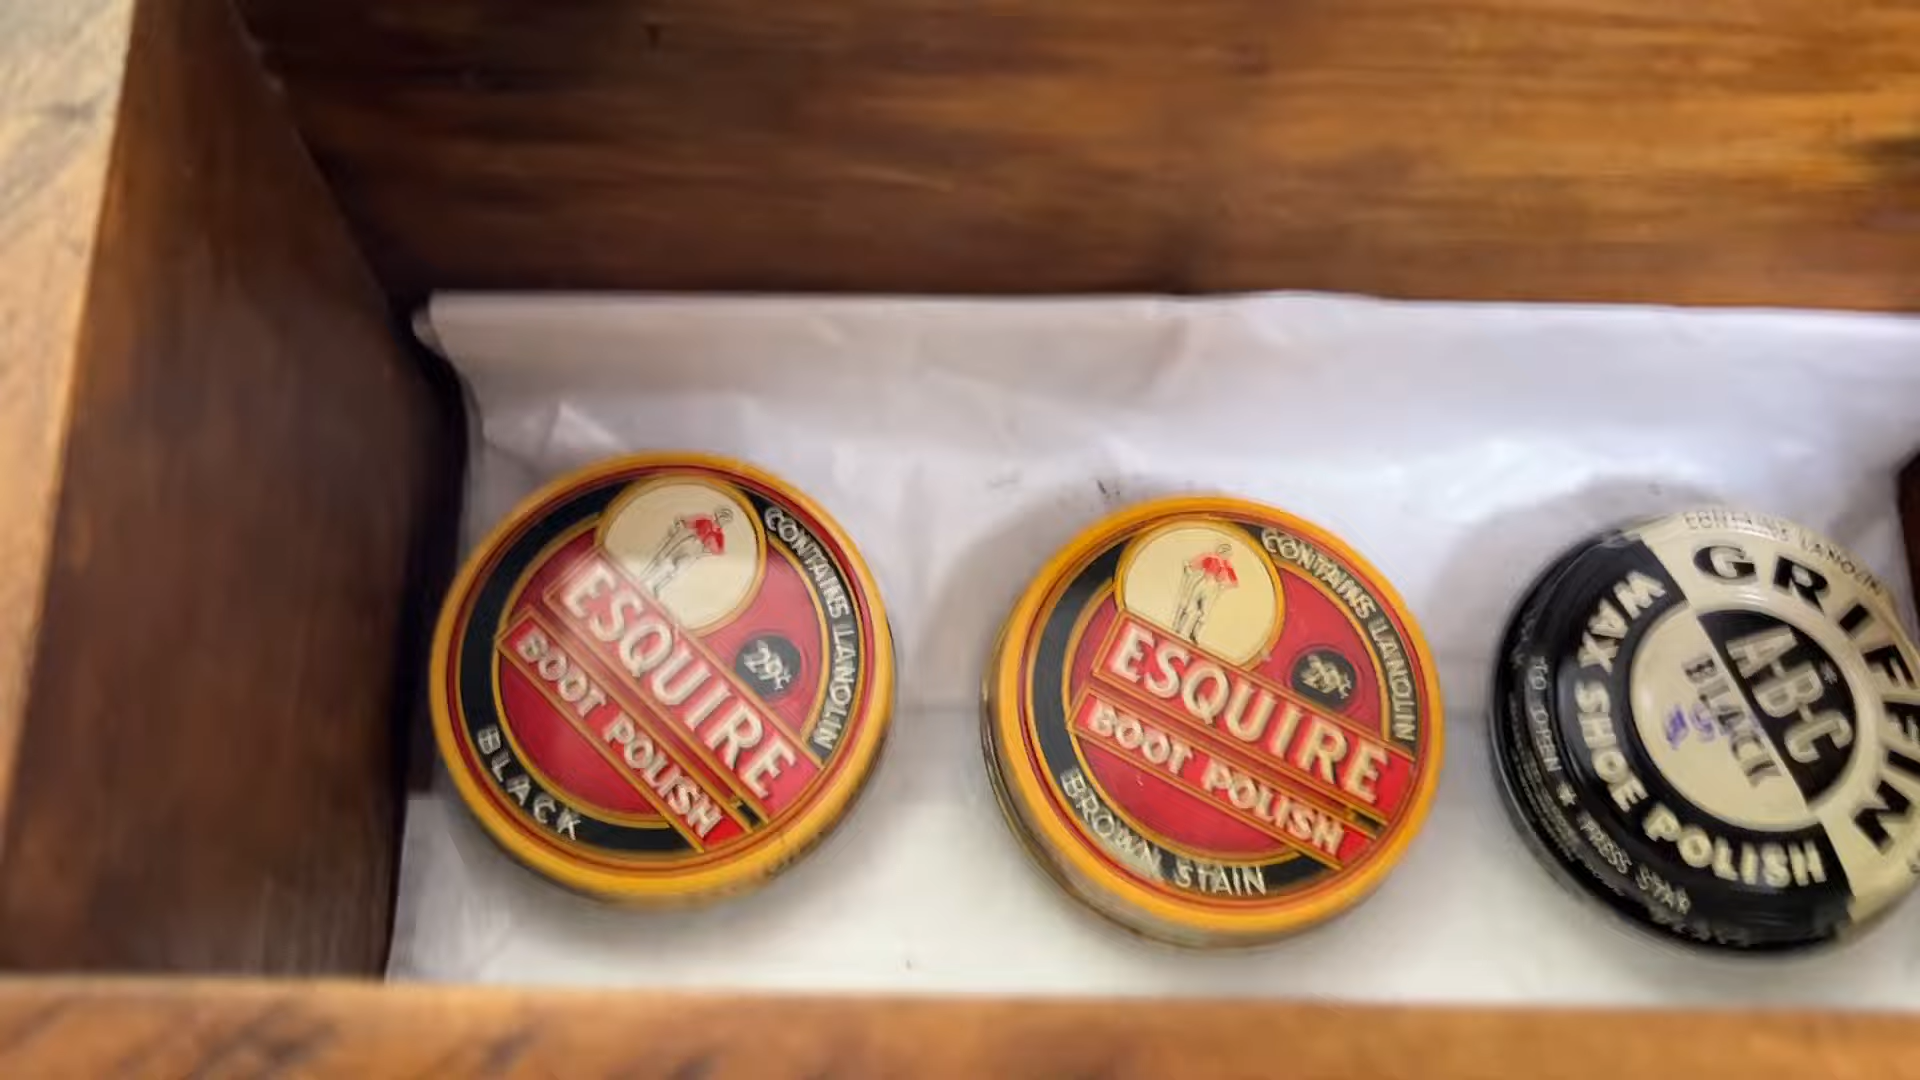 CONTAINS LANOLIN
29¢
ESQUIRE
BOOT POLISH
BLACK
CONTAINS LANOLIN
29¢
ESQUIRE
BOOT POLISH
BROWN STAIN
CONTAINS LANOLIN
GRIFFIN
ABC
BLACK
WAX SHOE POLISH
TO OPEN ★ PRESS STAR